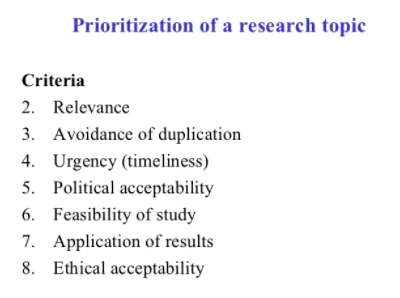 Prioritization of a research topic
Criteria
2. Relevance
3. Avoidance of duplication
4. Urgency (timeliness)
5. Political acceptability
6. Feasibility of study
7. Application of results
8. Ethical acceptability